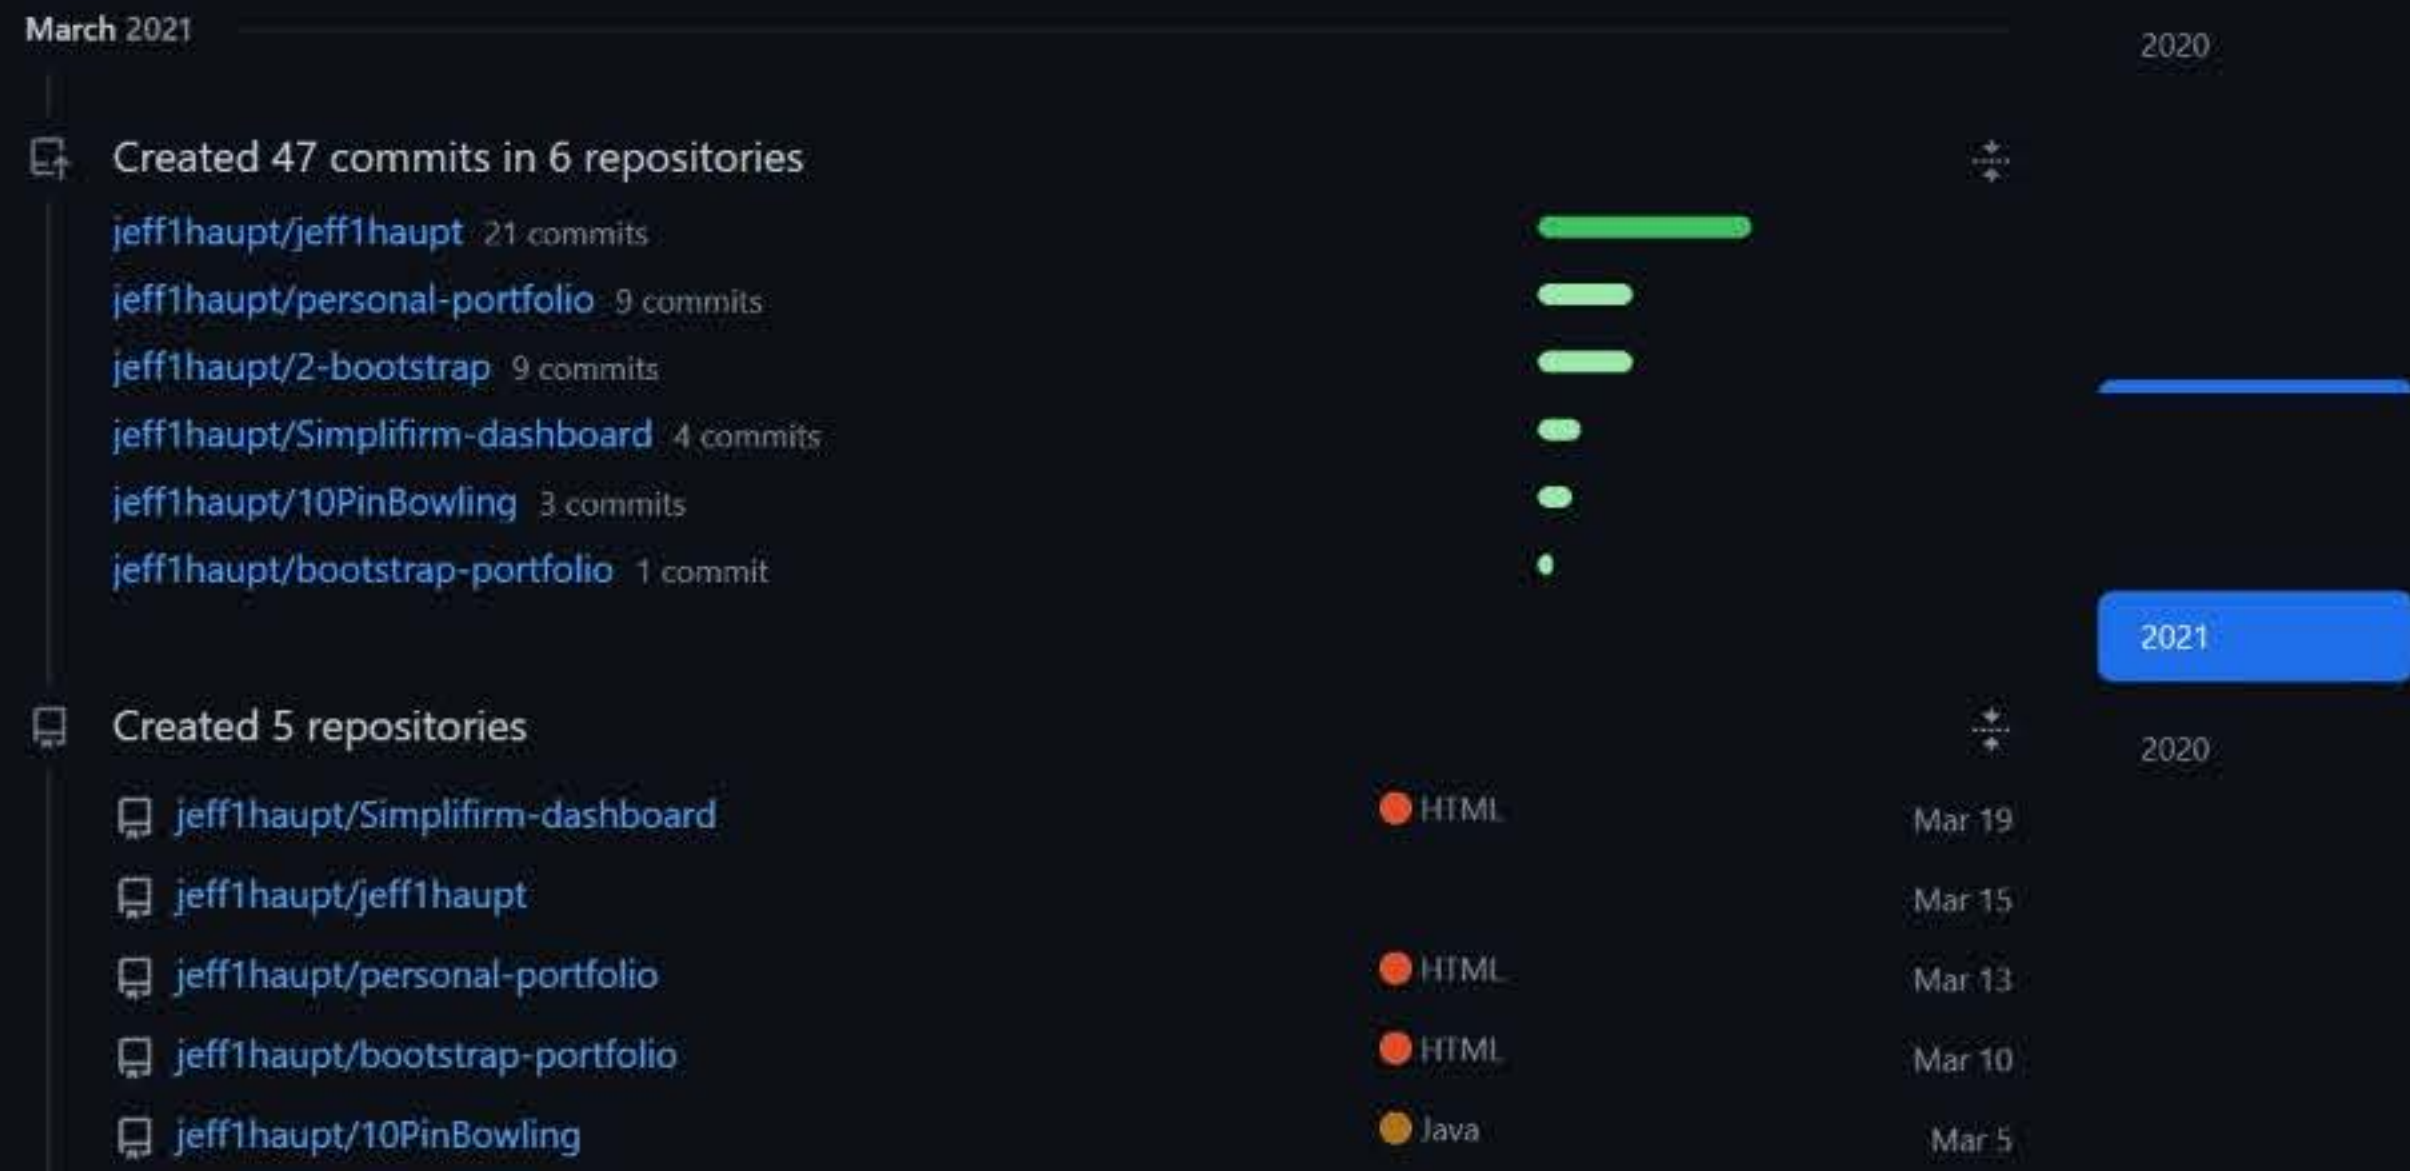 March 2021
2020
Created 47 commits in 6 repositories
jeff1haupt/jeff1haupt 21 commits
jeff1haupt/personal-portfolio 9 commits
jeff1haupt/2-bootstrap 9 commits
jeff1haupt/Simplifirm-dashboard 4 commits
jeff1haupt/10PinBowling 3 commits
jeff1haupt/bootstrap-portfolio 1 commit
2021
Created 5 repositories
2020
jeff1haupt/Simplifirm-dashboard HTML Mar 19
jeff1haupt/jeff1haupt Mar 15
jeff1haupt/personal-portfolio HTML Mar 13
jeff1haupt/bootstrap-portfolio HTML Mar 10
jeff1haupt/10PinBowling Java Mar 5